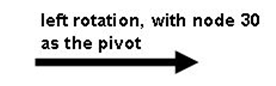 left rotation, with node 30
as the pivot